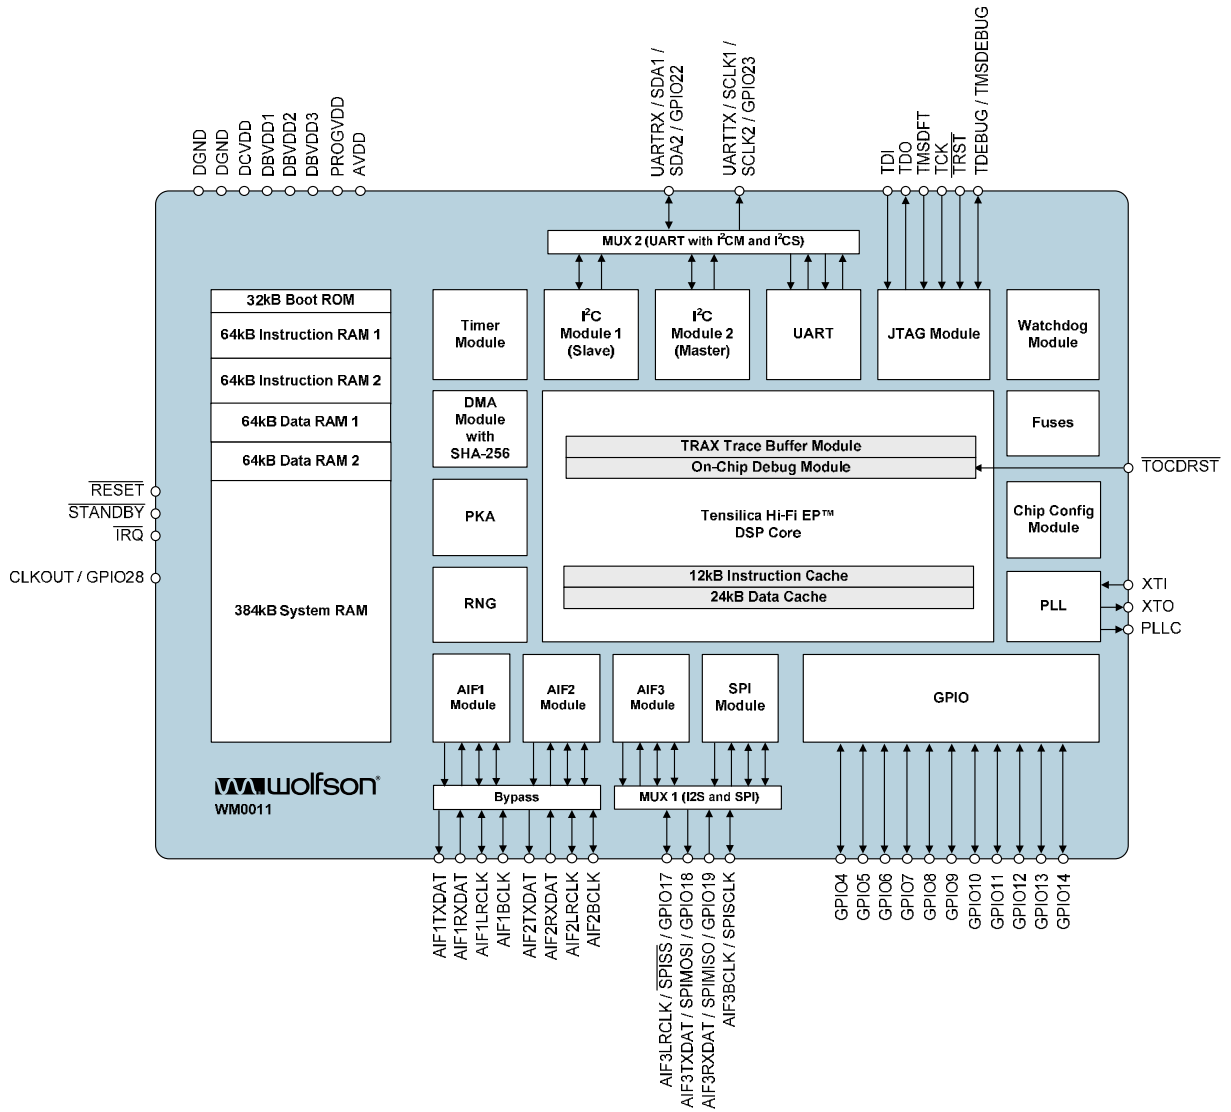 UARTRX / SDA1 /
SDA2 / GPIO22
UARTTX / SCLK1 /
SCLK2 / GPIO23
DGND
DGND
DCVDD
DBVDD1
DBVDD2
DBVDD3
PROGVDD
AVDD
TDI
TDO
TMSDFT
TCK
TRST
TDEBUG / TMSDEBUG
MUX 2 (UART with I²CM and I²CS)
32kB Boot ROM
64kB Instruction RAM 1
64kB Instruction RAM 2
64kB Data RAM 1
64kB Data RAM 2
384kB System RAM
Timer
Module
I²C
Module 1
(Slave)
I²C
Module 2
(Master)
UART
JTAG Module
Watchdog
Module
DMA
Module
with
SHA-256
TRAX Trace Buffer Module
On-Chip Debug Module
Tensilica Hi-Fi EP™
DSP Core
12kB Instruction Cache
24kB Data Cache
Fuses
TOCDRST
RESET
STANDBY
IRQ
CLKOUT / GPIO28
PKA
RNG
Chip Config
Module
PLL
XTI
XTO
PLLC
AIF1
Module
AIF2
Module
AIF3
Module
SPI
Module
GPIO
wolfson®
WM0011
Bypass
MUX 1 (I2S and SPI)
AIF1TXDAT
AIF1RXDAT
AIF1LRCLK
AIF1BCLK
AIF2TXDAT
AIF2RXDAT
AIF2LRCLK
AIF2BCLK
AIF3LRCLK / SPISS / GPIO17
AIF3TXDAT / SPIMOSI / GPIO18
AIF3RXDAT / SPIMISO / GPIO19
AIF3BCLK / SPISCLK
GPIO4
GPIO5
GPIO6
GPIO7
GPIO8
GPIO9
GPIO10
GPIO11
GPIO12
GPIO13
GPIO14